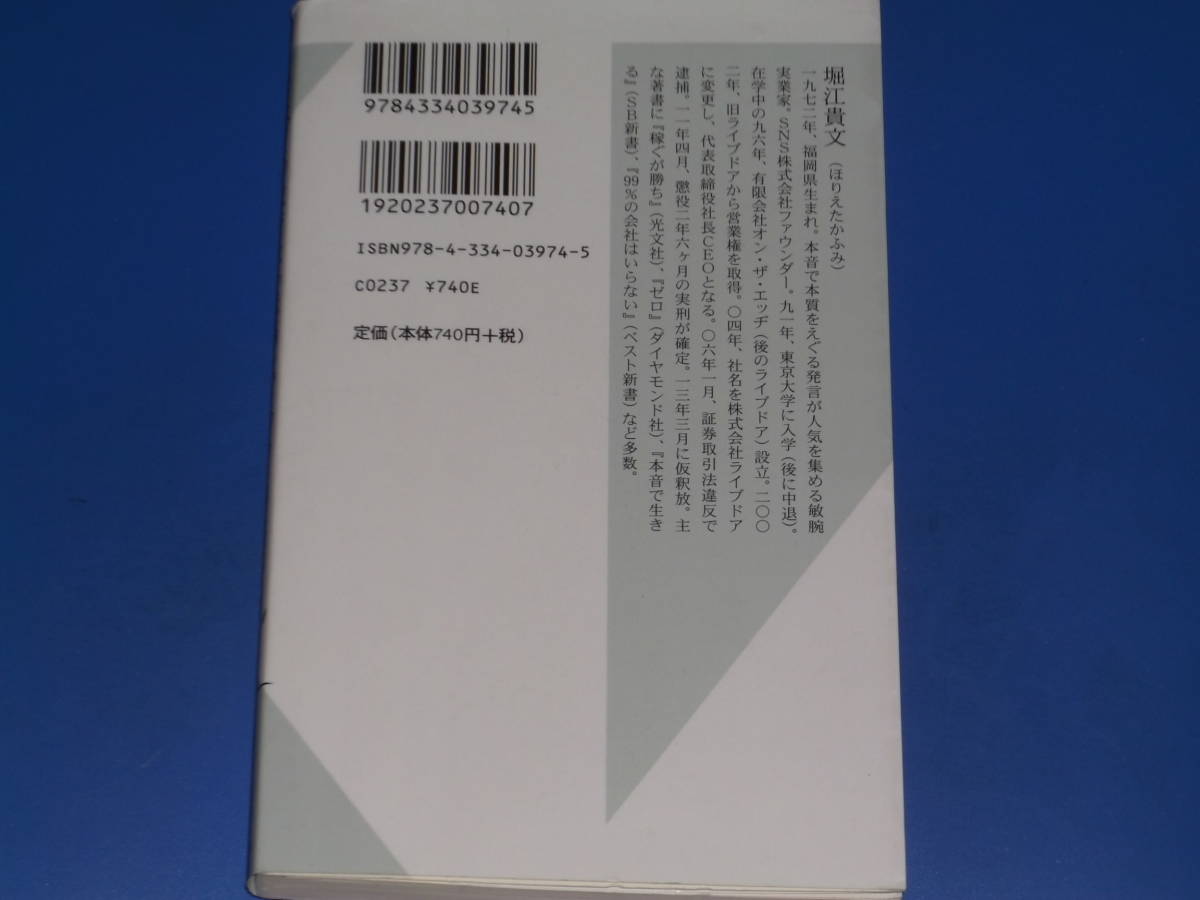 堀江貴文（ほりえたかふみ）
一九七二年、福岡県生まれ。本音で本質をえぐる発言が人気を集める敏腕
実業家。SNS株式会社ファウンダー。九一年、東京大学に入学（後に中退）。
在学中の九六年、有限会社オン・ザ・エッヂ（後のライブドア）設立。二〇〇
二年、旧ライブドアから営業権を取得。〇四年、社名を株式会社ライブドア
に変更し、代表取締役社長CEOとなる。〇六年一月、証券取引法違反で
逮捕。一一年四月、懲役二年六ヶ月の実刑が確定。一三年三月に仮釈放。主
な著書に『稼ぐが勝ち』（光文社）、『ゼロ』（ダイヤモンド社）、『本音で生き
る』（SB新書）、『99％の会社はいらない』（ベスト新書）など多数。
9784334039745
1920237007407
ISBN978-4-334-03974-5
C0237 ¥740E
定価（本体740円＋税）